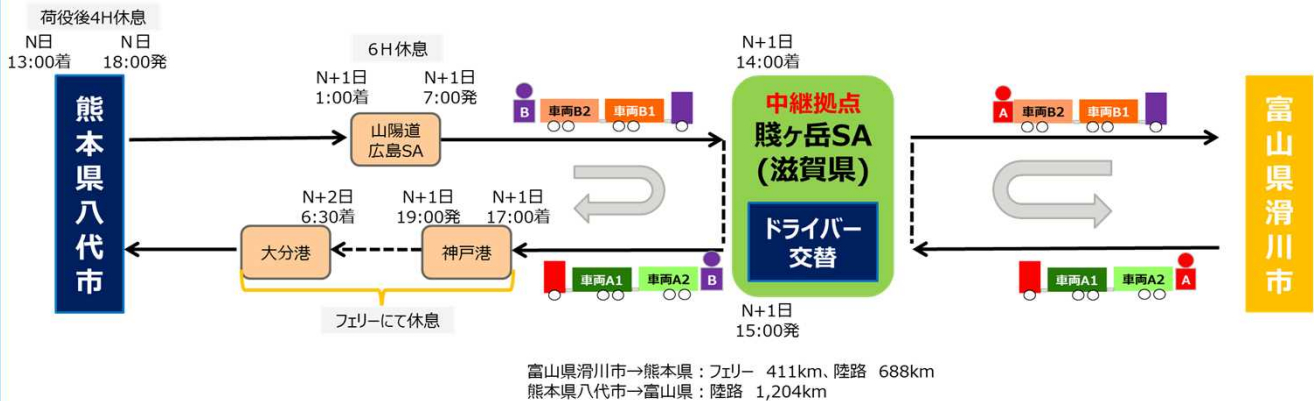 荷役後4H休息
N日
13:00着
N日
18:00発
熊本県八代市
6H休息
N+1日
1:00着
N+1日
7:00発
山陽道
広島SA
B
車両B2
車両B1
N+1日
14:00着
中継拠点
賤ヶ岳SA
(滋賀県)
ドライバー
交替
N+1日
15:00発
A
車両B2
車両B1
富山県滑川市
N+2日
6:30着
N+1日
19:00発
N+1日
17:00着
大分港
神戸港
フェリーにて休息
車両A1
車両A2
B
車両A1
車両A2
A
富山県滑川市→熊本県：フェリー 411km、陸路 688km
熊本県八代市→富山県：陸路 1,204km